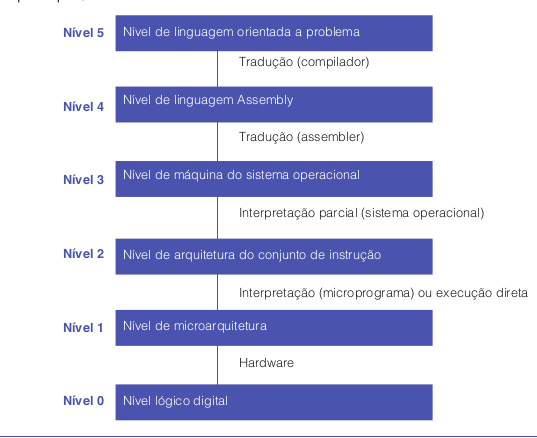 Nível 5 Nível de linguagem orientada a problema
Tradução (compilador)
Nível 4 Nível de linguagem Assembly
Tradução (assembler)
Nível 3 Nível de máquina do sistema operacional
Interpretação parcial (sistema operacional)
Nível 2 Nível de arquitetura do conjunto de instrução
Interpretação (microprograma) ou execução direta
Nível 1 Nível de microarquitetura
Hardware
Nível 0 Nível lógico digital